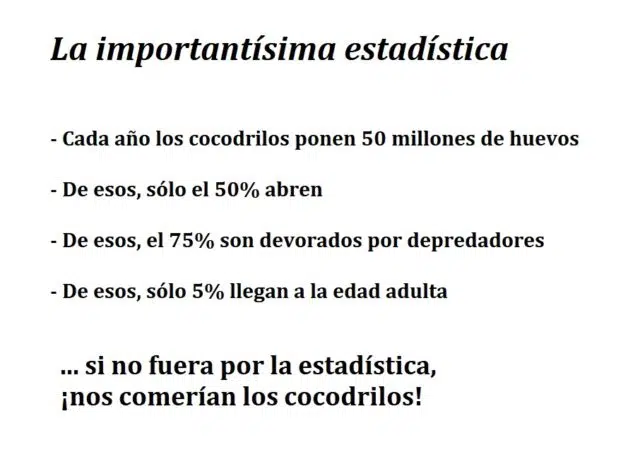 La importantísima estadística
- Cada año los cocodrilos ponen 50 millones de huevos
- De esos, sólo el 50% abren
- De esos, el 75% son devorados por depredadores
- De esos, sólo 5% llegan a la edad adulta
... si no fuera por la estadística,
¡nos comerían los cocodrilos!